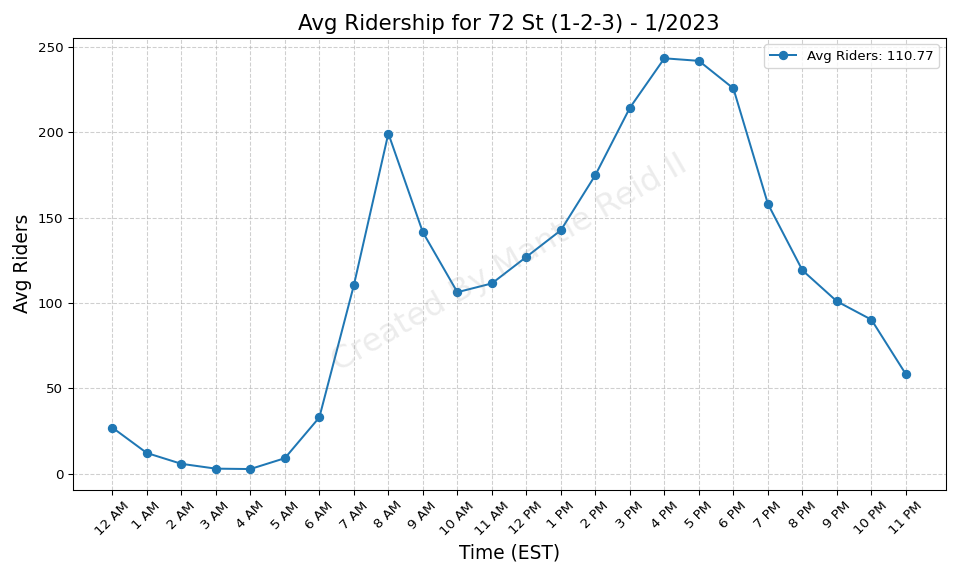 Avg Ridership for 72 St (1-2-3) - 1/2023
Avg Riders: 110.77
250
200
150
100
50
0
Avg Riders
Created By Mantle Reid II
12 AM
1 AM
2 AM
3 AM
4 AM
5 AM
6 AM
7 AM
8 AM
9 AM
10 AM
11 AM
12 PM
1 PM
2 PM
3 PM
4 PM
5 PM
6 PM
7 PM
8 PM
9 PM
10 PM
11 PM
Time (EST)